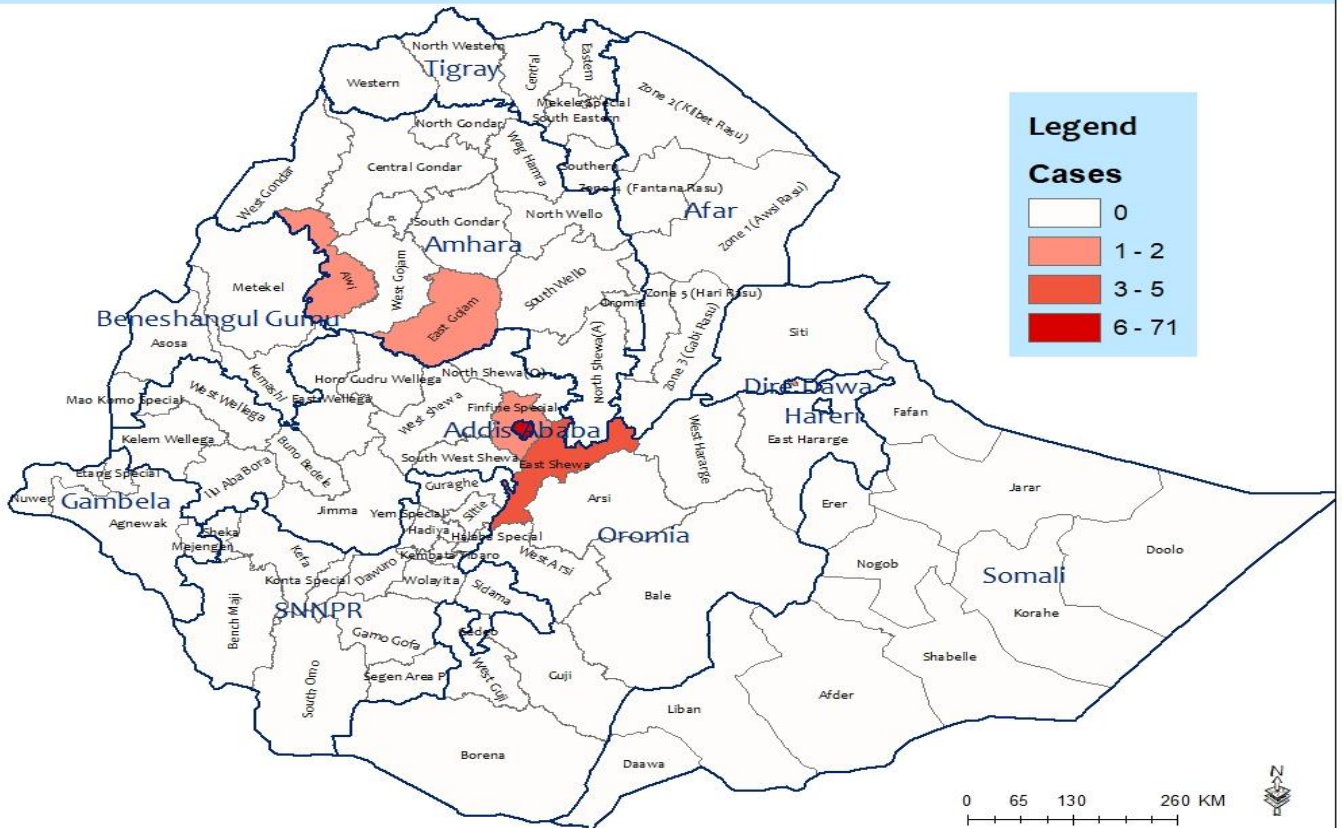 North Western
Tigray
Western
Central
Eastern
Mekele Special
South Eastern
Zone 2 (Kilbet Rasu)
North Gondar
Wag Hamra
Central Gondar
Southern
Zone 4 (Fantana Rasu)
West Gondar
Afar
Zone 1 (Awsi Rasu)
South Gondar
North Wello
Amhara
Metekel
Awi
West Gojam
East Gojam
South Wello
Oromia
Zone 5 (Hari Rasu)
Zone 3 (Gabi Rasu)
Beneshangul Gumu
Asosa
Kemashi
Siti
North Shewa(A)
North Shewa(O)
Horo Gudru Wellega
East Wellega
West Wellega
West Shewa
Mao Komo Special
Dire Dawa
Hareri
Fafan
Finfine Special
Addis Ababa
Kelem Wellega
Buno Bedele
East Hararge
West Hararge
South West Shewa
East Shewa
Etang Special
Ilu Aba Bora
Guraghe
Jarar
Nuwer
Gambela
Agnewak
Jimma
Yem Special
Siltie
Arsi
Erer
Oromia
Sheka
Mejenger
Hadiya
Halaba Special
Doolo
Kefa
Kembata Tibaro
West Arsi
Nogob
Somali
Konta Special
Dawuro
Wolayita
Sidama
Bale
Korahe
SNNPR
Bench Maji
Gamo Gofa
Gedeo
Shabelle
South Omo
Segen Area P
West Guji
Guji
Afder
Liban
Borena
Daawa
Legend
Cases
0
1 - 2
3 - 5
6 - 71
N
0 65 130 260 KM